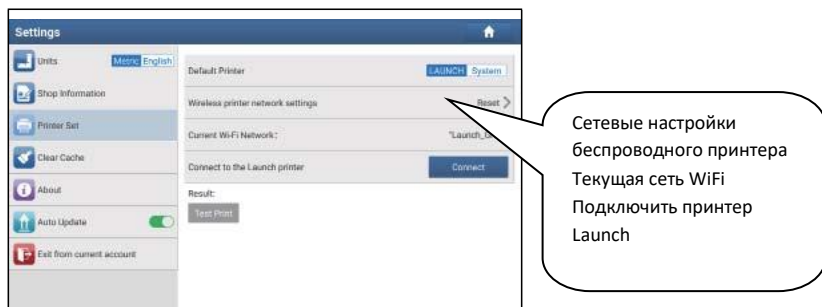 Settings
Units Metric English
Shop Information
Printer Set
Clear Cache
About
Auto Update
Exit from current account
Default Printer LAUNCH System
Wireless printer network settings Reset
Current Wi-Fi Network:
Connect to the Launch printer Connect
Result:
Test Print
Сетевые настройки
беспроводного принтера
Текущая сеть WiFi
Подключить принтер
Launch